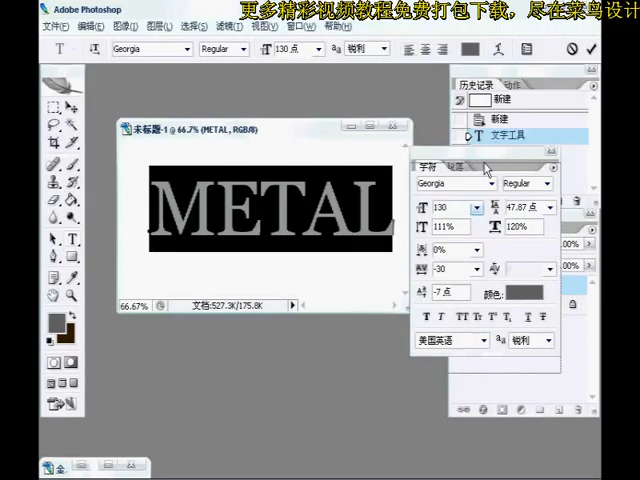 更多精彩视频教程免费打包下载，尽在菜鸟设计
Adobe Photoshop
文件(F) 编辑(E) 图像(I) 图层(L) 选择(S) 滤镜(T) 视图(V) 窗口(W) 帮助(H)
T Georgia Regular 130 点 aa 锐利
历史记录 动作
新建
新建
文字工具
未标题-1 @ 66.7% (METAL, RGB/8)
METAL
66.67% 文档:527.3K/175.8K
字符 段落
Georgia Regular
130 47.87 点
111% 120%
0%
-30
-7 点 颜色:
T T TT Tr T' T, T T
美国英语 aa 锐利
金.